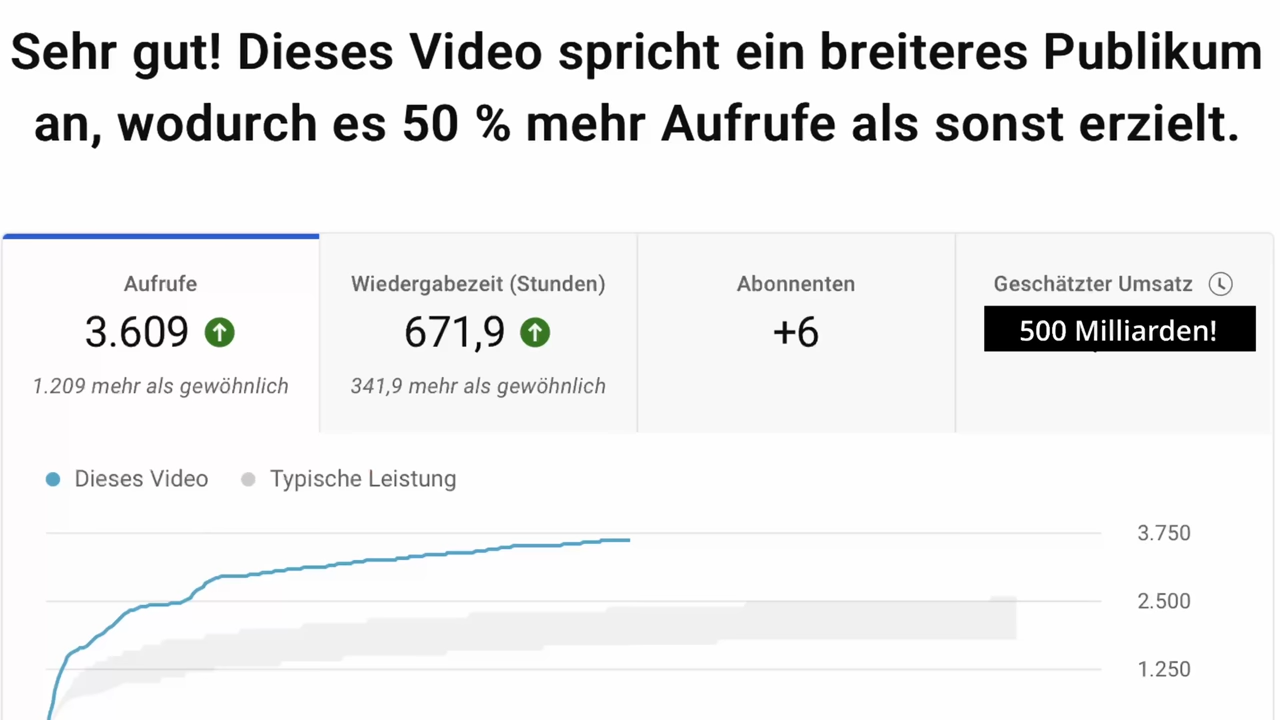 Sehr gut! Dieses Video spricht ein breiteres Publikum
an, wodurch es 50 % mehr Aufrufe als sonst erzielt.
Aufrufe
3.609
1.209 mehr als gewöhnlich
Wiedergabezeit (Stunden)
671,9
341,9 mehr als gewöhnlich
Abonnenten
+6
Geschätzter Umsatz
500 Milliarden!
Dieses Video
Typische Leistung
3.750
2.500
1.250